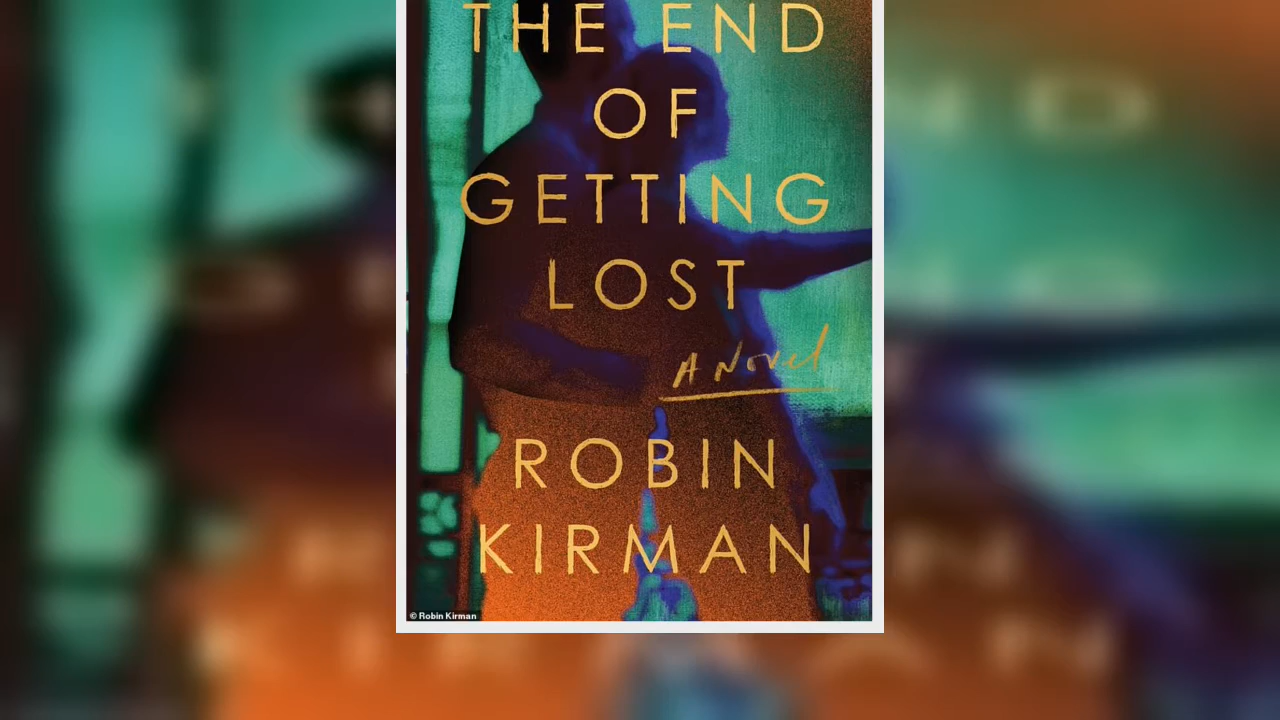 THE END
OF
GETTING
LOST
A Novel
ROBIN
KIRMAN
© Robin Kirman